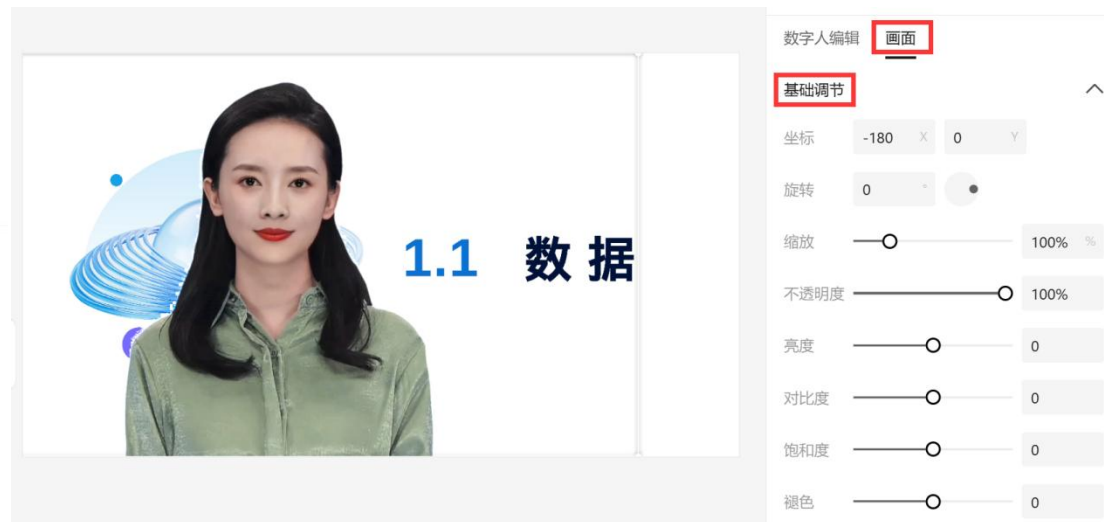 数字人编辑 画面
基础调节
坐标 -180 X 0 Y
旋转 0 °
缩放 100% %
不透明度 100%
亮度 0
对比度 0
饱和度 0
褪色 0
1.1 数据